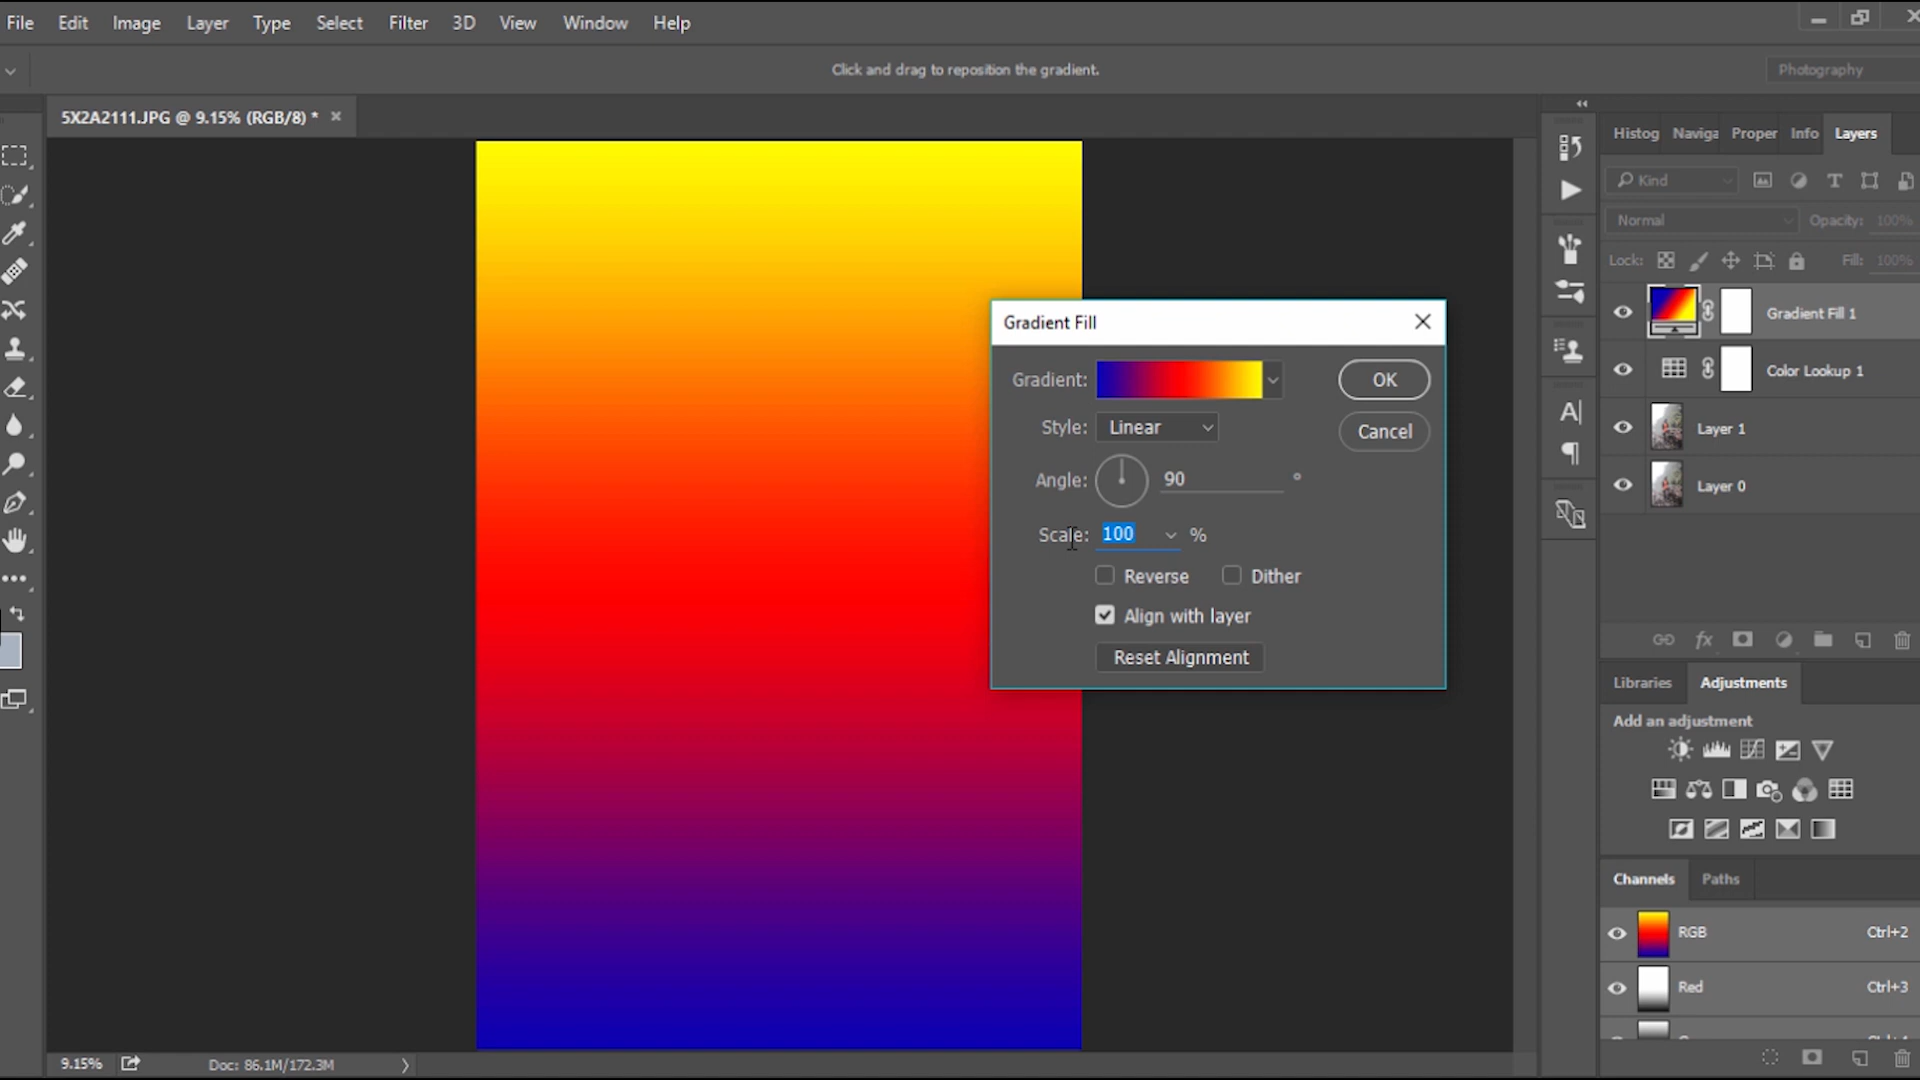 File Edit Image Layer Type Select Filter 3D View Window Help
Click and drag to reposition the gradient.
Photography
5X2A2111.JPG @ 9.15% (RGB/8) *
Histog Naviga Proper Info Layers
Kind
Normal Opacity: 100%
Lock: Fill: 100%
Gradient Fill 1
Color Lookup 1
Layer 1
Layer 0
Gradient Fill
Gradient: OK
Style: Linear
Cancel
Angle: 90 °
Scale: 100 %
Reverse Dither
Align with layer
Reset Alignment
Libraries Adjustments
Add an adjustment
Channels Paths
RGB Ctrl+2
Red Ctrl+3
9.15% Doc: 86.1M/172.3M